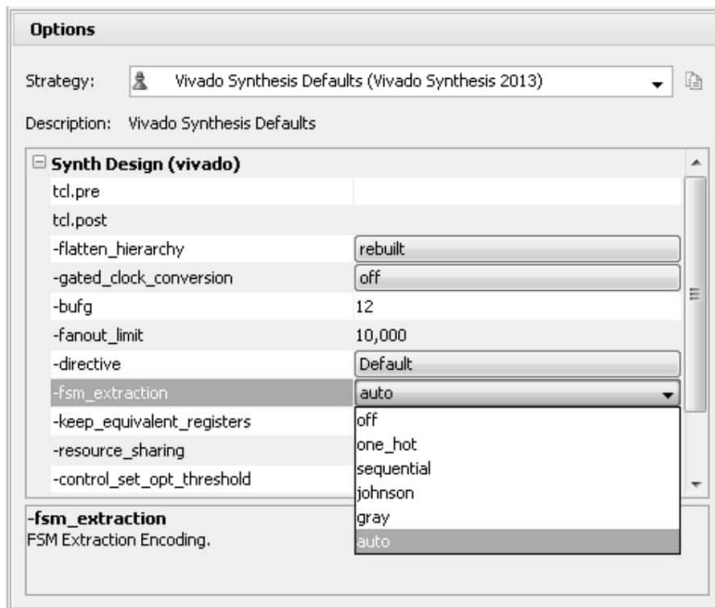 Options
Strategy: Vivado Synthesis Defaults (Vivado Synthesis 2013)
Description: Vivado Synthesis Defaults
Synth Design (vivado)
tcl.pre
tcl.post
-flatten_hierarchy rebuilt
-gated_clock_conversion off
-bufg 12
-fanout_limit 10,000
-directive Default
-fsm_extraction auto
-keep_equivalent_registers off
-resource_sharing one_hot
sequential
-control_set_opt_threshold johnson
-fsm_extraction gray
FSM Extraction Encoding. auto